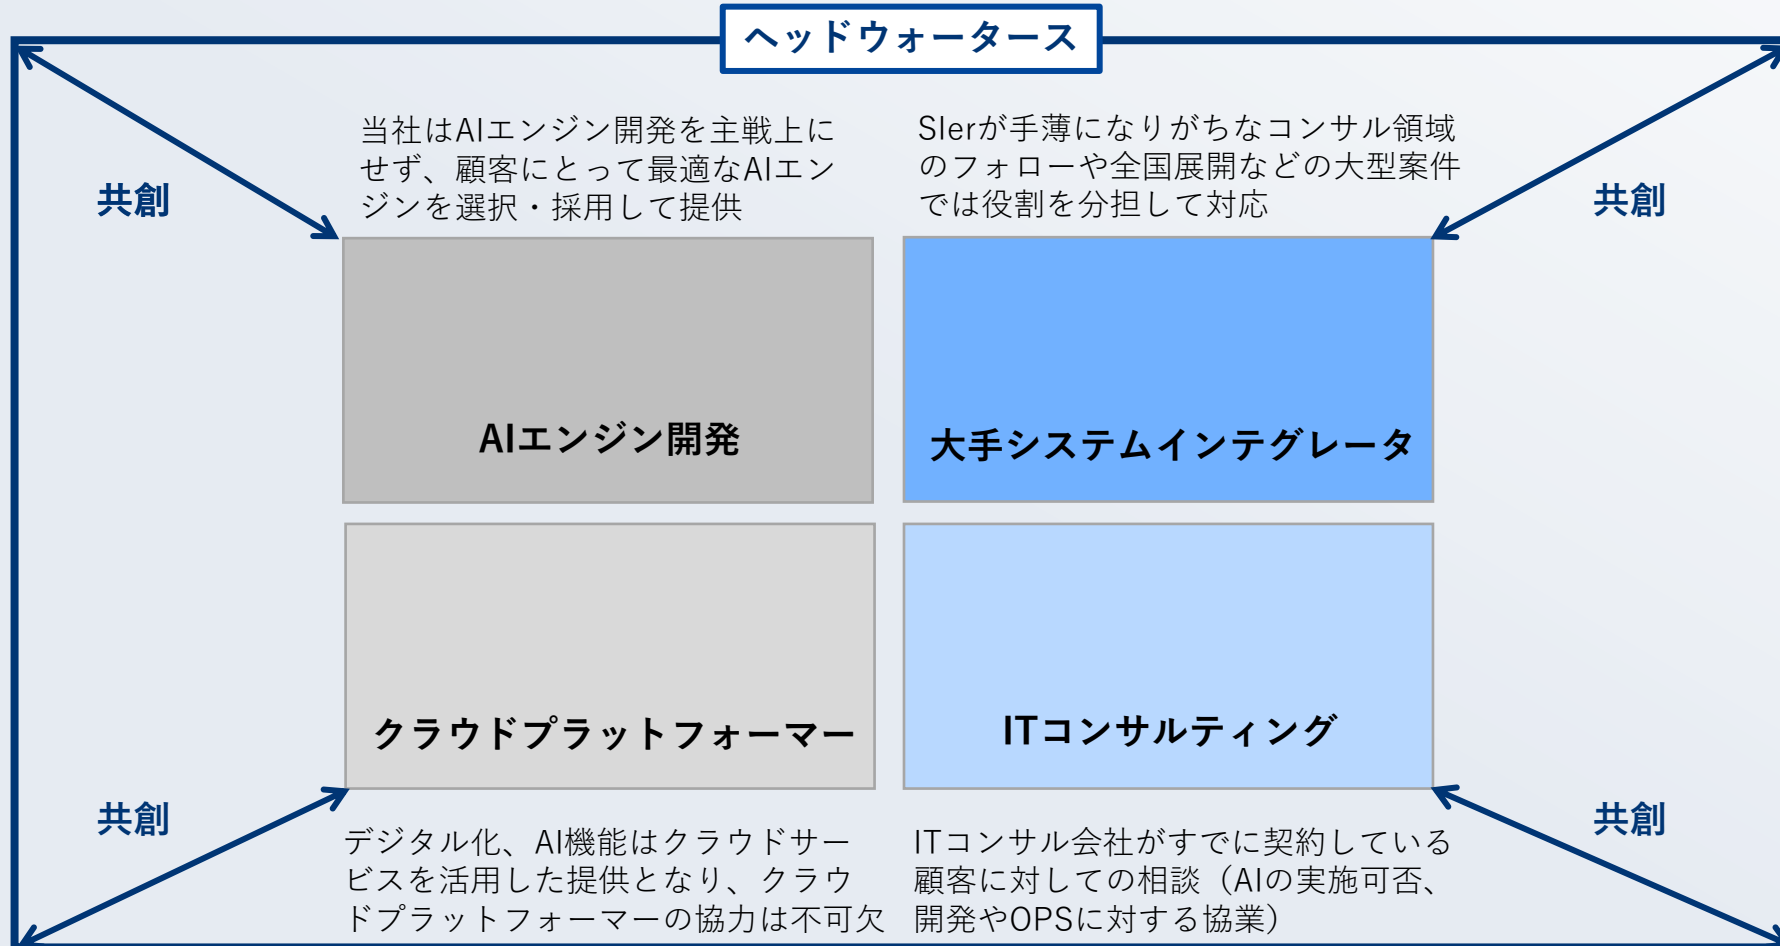 ヘッドウォータース
当社はAIエンジン開発を主戦上に
せず、顧客にとって最適なAIエン
ジンを選択・採用して提供
SIerが手薄になりがちなコンサル領域
のフォローや全国展開などの大型案件
では役割を分担して対応
共創
共創
AIエンジン開発
大手システムインテグレータ
クラウドプラットフォーマー
ITコンサルティング
共創
共創
デジタル化、AI機能はクラウドサー
ビスを活用した提供となり、クラウ
ドプラットフォーマーの協力は不可欠
ITコンサル会社がすでに契約している
顧客に対しての相談（AIの実施可否、
開発やOPSに対する協業）